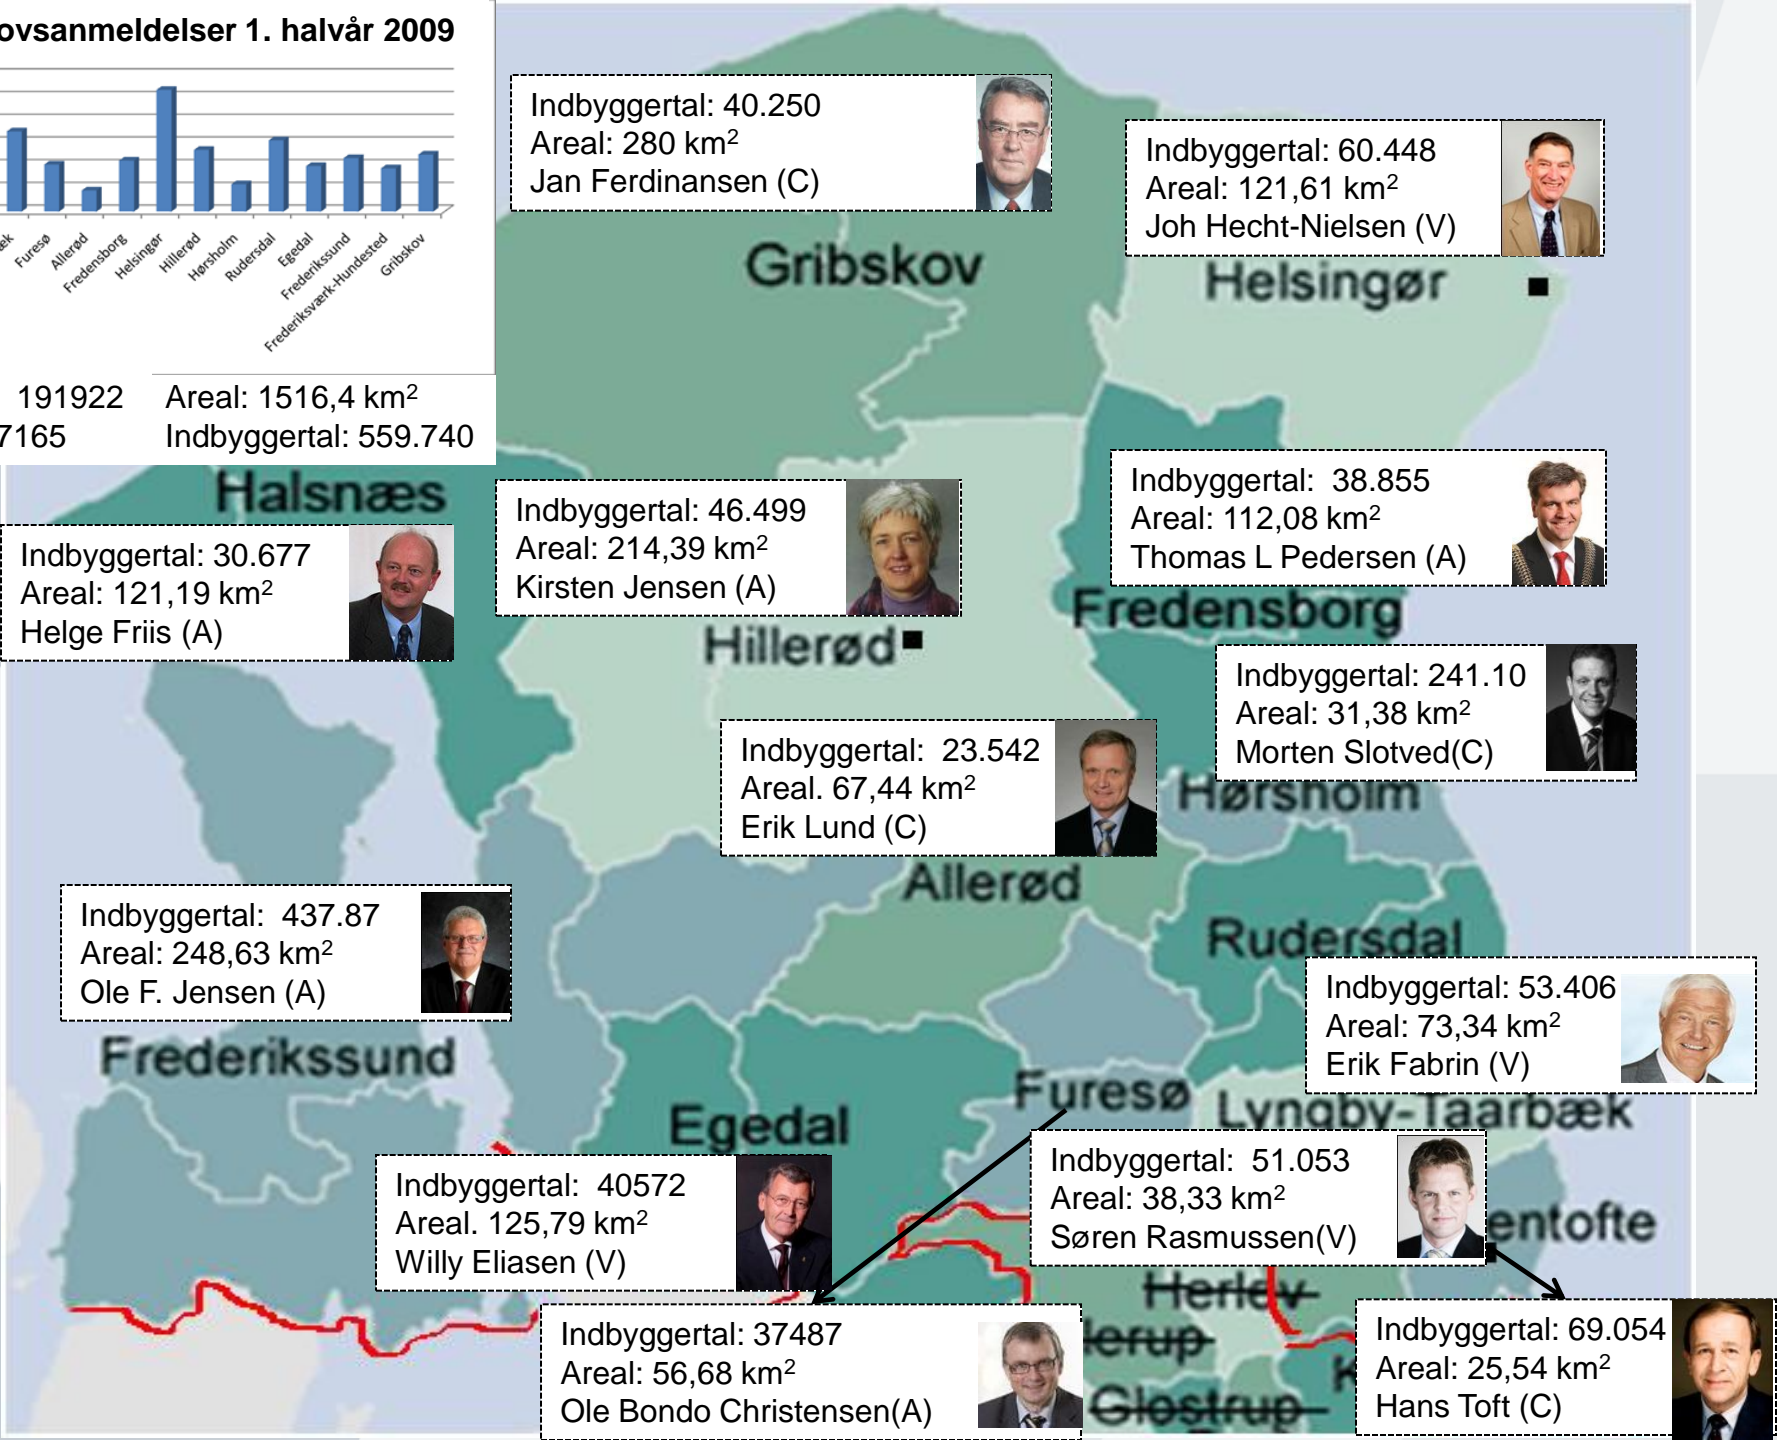 ovsanmeldelser 1. halvår 2009
Furesø
Allerød
Fredensborg
Helsingør
Hillerød
Hørsholm
Rudersdal
Egedal
Frederikssund
Frederiksværk-Hundested
Gribskov
191922
7165
Areal: 1516,4 km²
Indbyggertal: 559.740
Indbyggertal: 40.250
Areal: 280 km²
Jan Ferdinansen (C)
Gribskov
Indbyggertal: 60.448
Areal: 121,61 km²
Joh Hecht-Nielsen (V)
Helsingør
Halsnæs
Indbyggertal: 30.677
Areal: 121,19 km²
Helge Friis (A)
Indbyggertal: 46.499
Areal: 214,39 km²
Kirsten Jensen (A)
Hillerød
Indbyggertal: 38.855
Areal: 112,08 km²
Thomas L Pedersen (A)
Fredensborg
Indbyggertal: 241.10
Areal: 31,38 km²
Morten Slotved(C)
Hørsholm
Indbyggertal: 23.542
Areal. 67,44 km²
Erik Lund (C)
Allerød
Indbyggertal: 437.87
Areal: 248,63 km²
Ole F. Jensen (A)
Frederikssund
Rudersdal
Indbyggertal: 53.406
Areal: 73,34 km²
Erik Fabrin (V)
Furesø
Lyngby-Taarbæk
Egedal
Indbyggertal: 40572
Areal. 125,79 km²
Willy Eliasen (V)
Indbyggertal: 51.053
Areal: 38,33 km²
Søren Rasmussen(V)
entofte
Herlev
erup
Glostrup
K
Indbyggertal: 37487
Areal: 56,68 km²
Ole Bondo Christensen(A)
Indbyggertal: 69.054
Areal: 25,54 km²
Hans Toft (C)